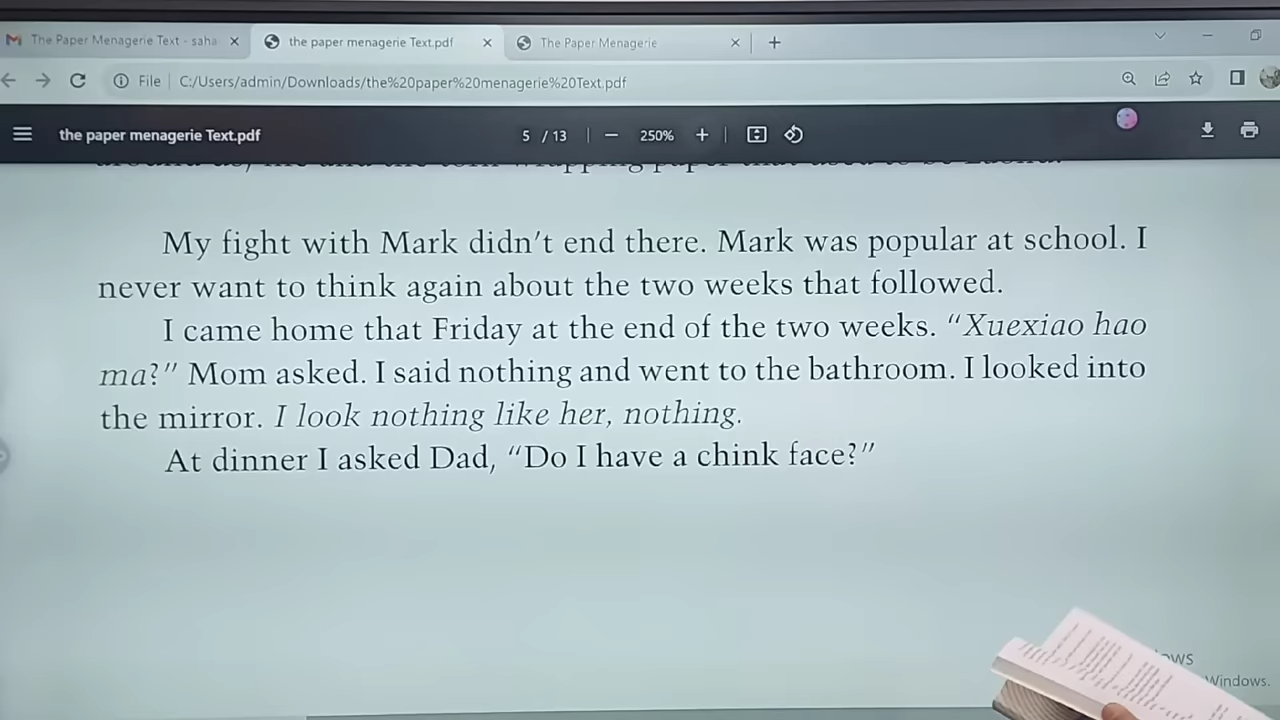 The Paper Menagerie Text - saha
the paper menagerie Text.pdf
The Paper Menagerie
File
C:/Users/admin/Downloads/the%20paper%20menagerie%20Text.pdf
the paper menagerie Text.pdf
5 / 13
250%
My fight with Mark didn't end there. Mark was popular at school. I
never want to think again about the two weeks that followed.
I came home that Friday at the end of the two weeks. “Xuexiao hao
ma?” Mom asked. I said nothing and went to the bathroom. I looked into
the mirror. I look nothing like her, nothing.
At dinner I asked Dad, “Do I have a chink face?”
Windows.